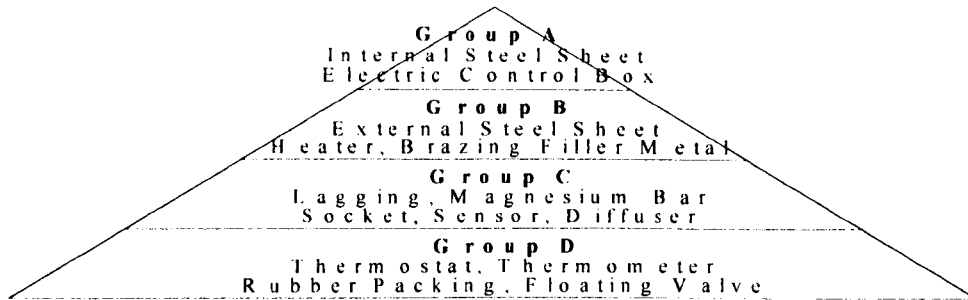 Group A
Internal Steel Sheet
Electric Control Box
Group B
External Steel Sheet
Heater, Brazing Filler Metal
Group C
Lagging, Magnesium Bar
Socket, Sensor, Diffuser
Group D
Thermostat, Thermometer
Rubber Packing, Floating Valve